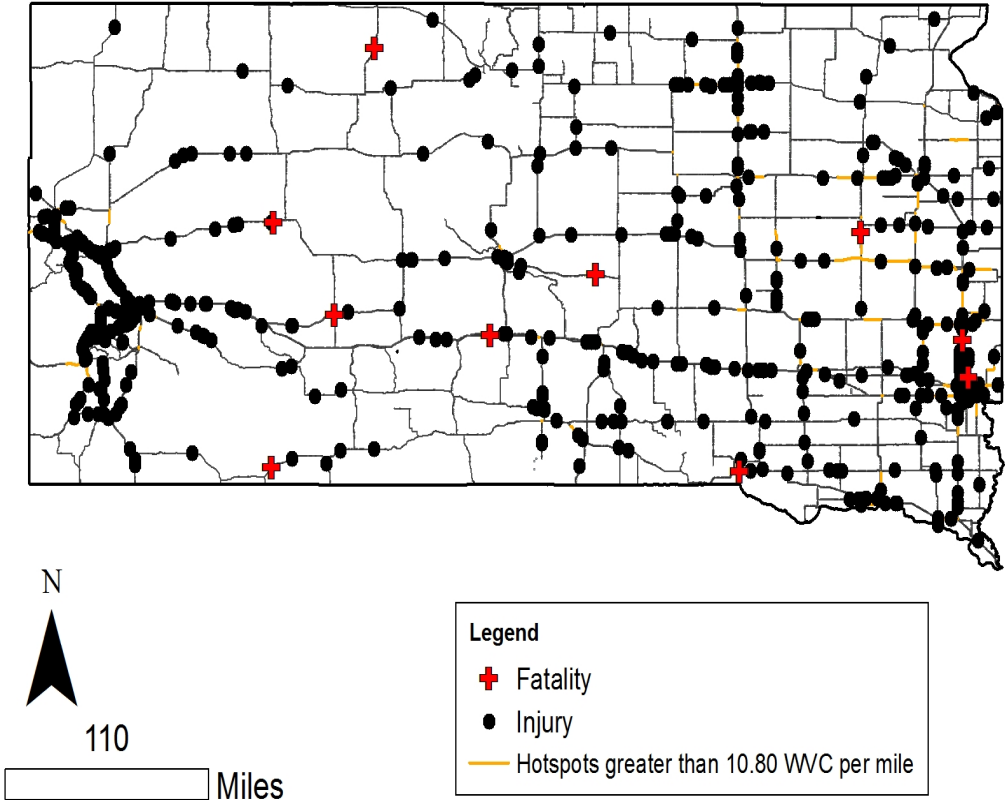 N
110
Miles
Legend
Fatality
Injury
Hotspots greater than 10.80 WVC per mile